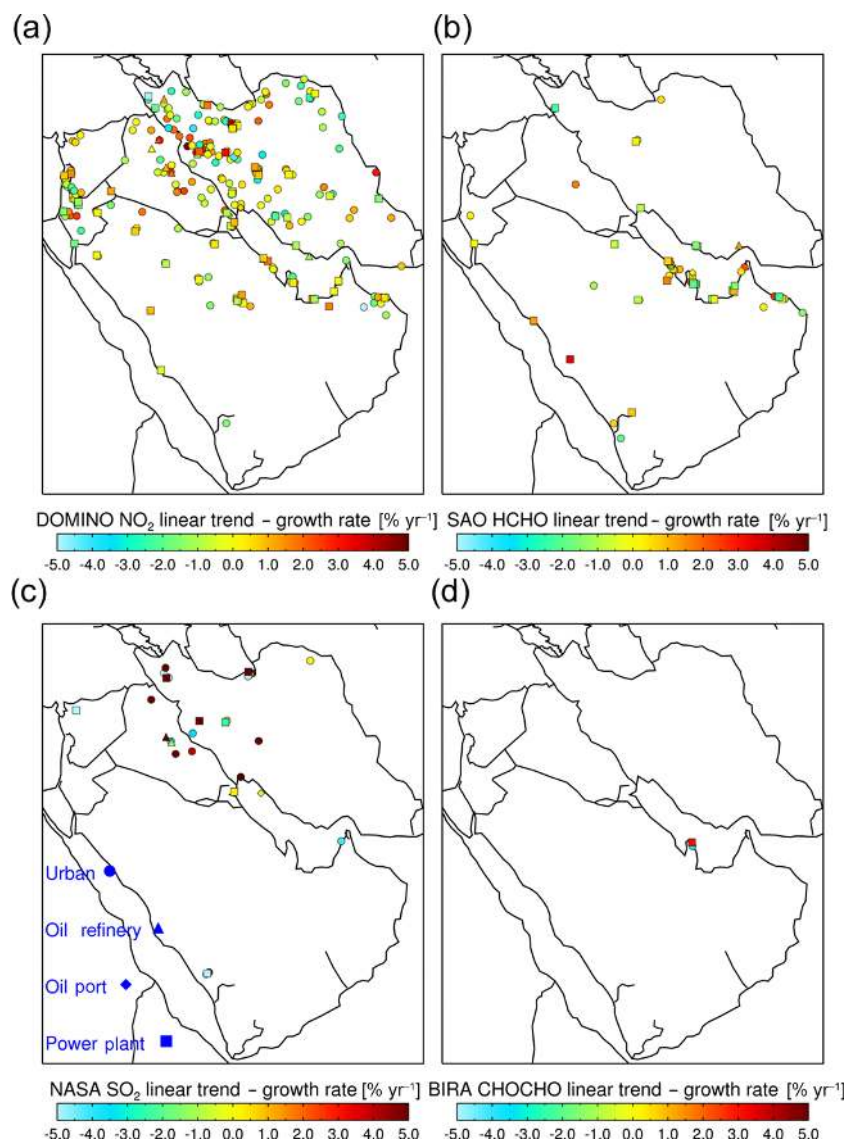 (a)
(b)
DOMINO NO₂ linear trend – growth rate [% yr⁻¹]
SAO HCHO linear trend – growth rate [% yr⁻¹]
-5.0 -4.0 -3.0 -2.0 -1.0 0.0 1.0 2.0 3.0 4.0 5.0
-5.0 -4.0 -3.0 -2.0 -1.0 0.0 1.0 2.0 3.0 4.0 5.0
(c)
(d)
Urban
Oil refinery
Oil port
Power plant
NASA SO₂ linear trend – growth rate [% yr⁻¹]
BIRA CHOCHO linear trend – growth rate [% yr⁻¹]
-5.0 -4.0 -3.0 -2.0 -1.0 0.0 1.0 2.0 3.0 4.0 5.0
-5.0 -4.0 -3.0 -2.0 -1.0 0.0 1.0 2.0 3.0 4.0 5.0